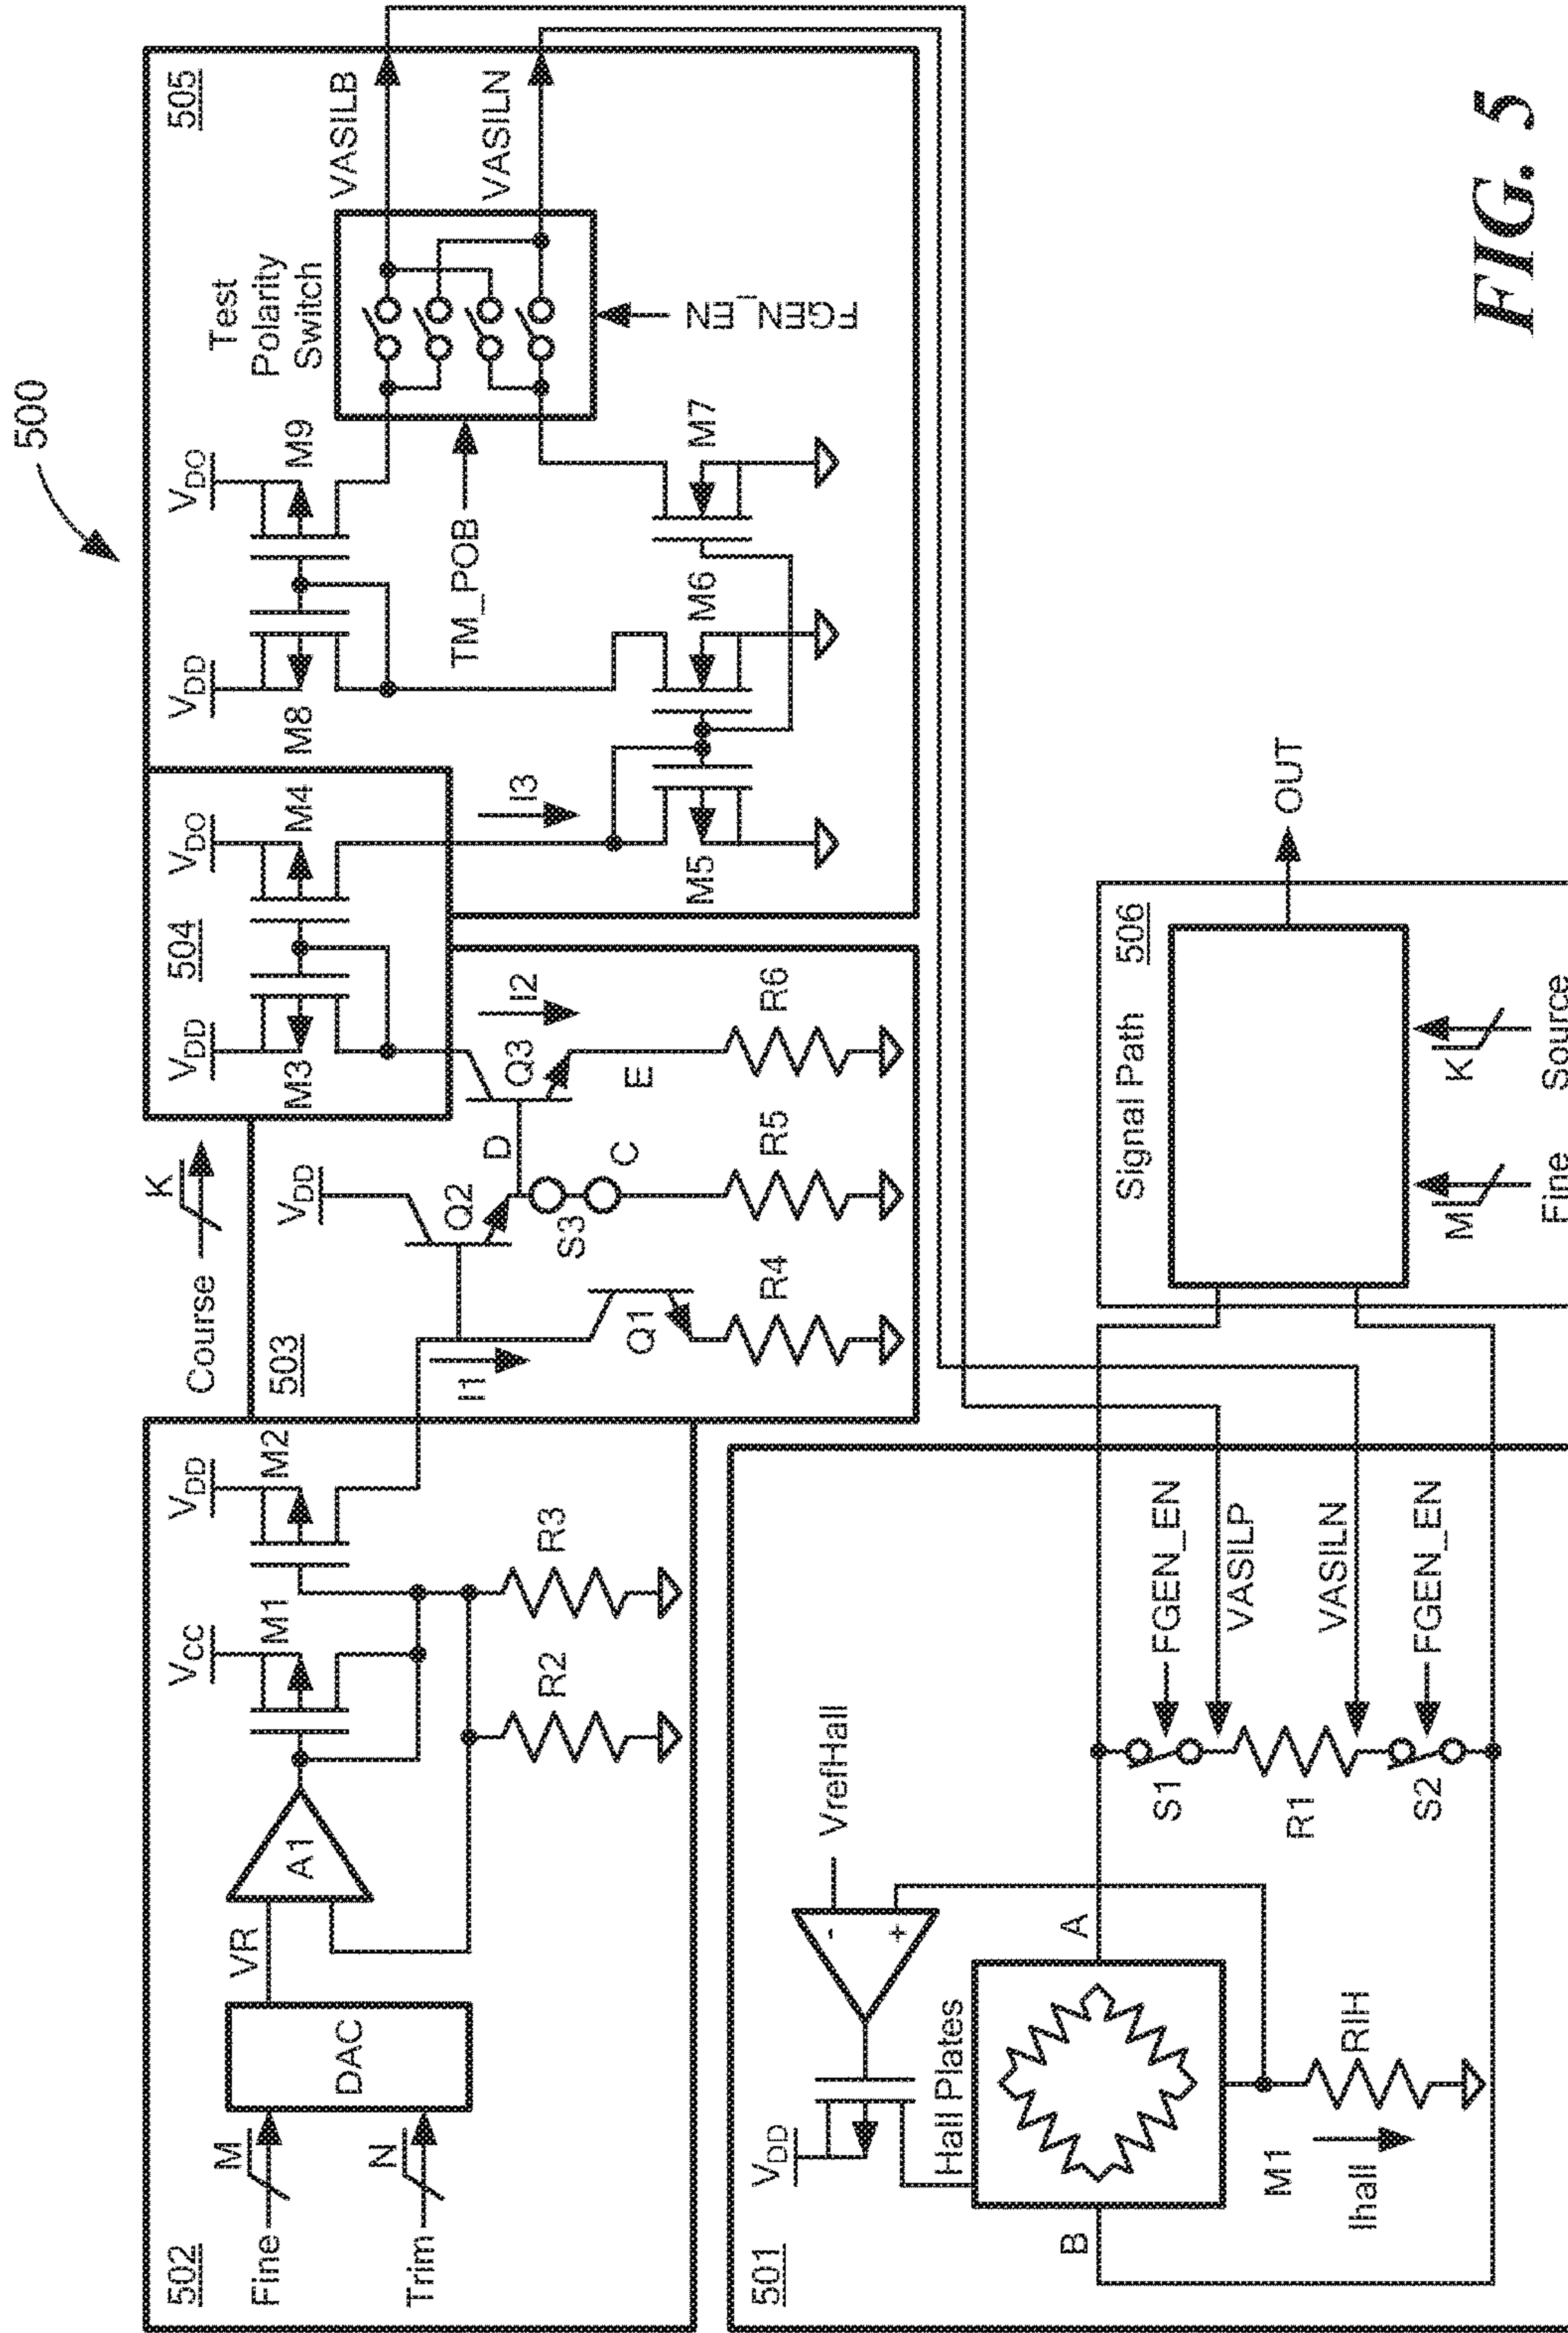 500
502
Fine
M
Trim
N
DAC
VR
A1
VCC
M1
VDD
M2
R2
R3
Course
K
503
I1
Q1
R4
VDD
Q2
S3
D
C
R5
Q3
I2
E
R6
504
VDD
M3
VDO
M4
I3
505
VDD
M8
VDO
M9
M5
M6
M7
TM_POB
Test
Polarity
Switch
FGEN_EN
VASILB
VASILN
501
VDD
VrefHall
-
+
Hall Plates
A
B
M1
Ihall
RIH
S1
R1
S2
FGEN_EN
VASILP
VASILN
FGEN_EN
Signal Path
506
OUT
M
Fine
K
Source
FIG. 5